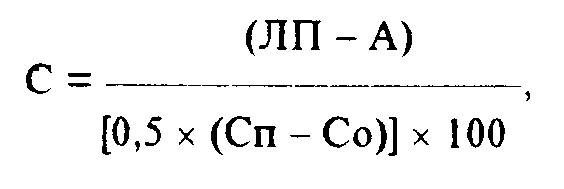 (ЛП – А)
С = ,
[0,5 × (Сп – Со)] × 100